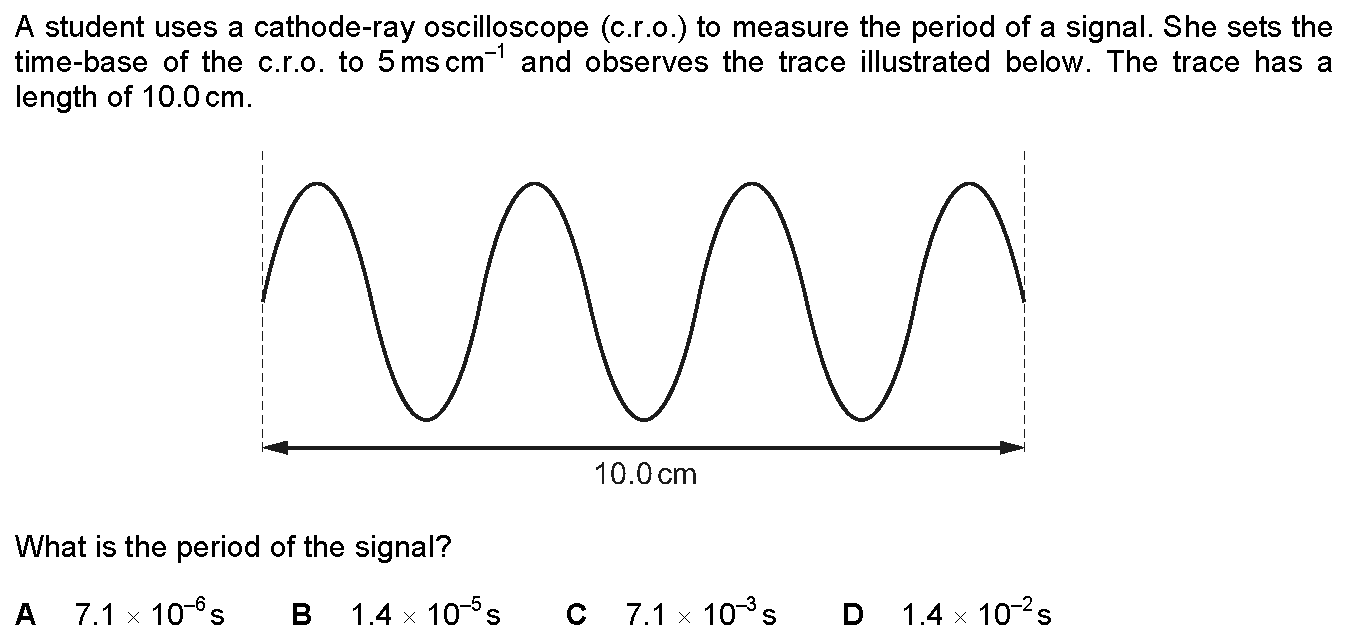 A student uses a cathode-ray oscilloscope (c.r.o.) to measure the period of a signal. She sets the
time-base of the c.r.o. to 5 ms cm⁻¹ and observes the trace illustrated below. The trace has a
length of 10.0 cm.
10.0 cm
What is the period of the signal?
A 7.1 × 10⁻⁶ s B 1.4 × 10⁻⁵ s C 7.1 × 10⁻³ s D 1.4 × 10⁻² s